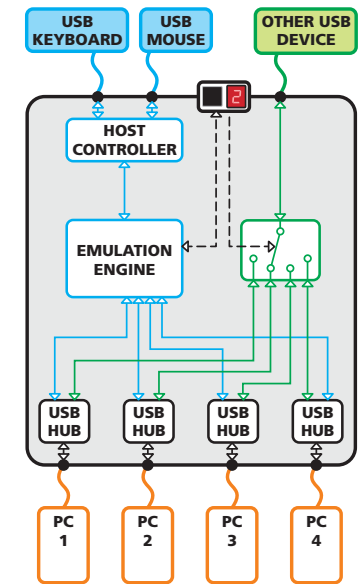 USB
KEYBOARD
USB
MOUSE
OTHER USB
DEVICE
2
HOST
CONTROLLER
EMULATION
ENGINE
USB
HUB
USB
HUB
USB
HUB
USB
HUB
PC
1
PC
2
PC
3
PC
4